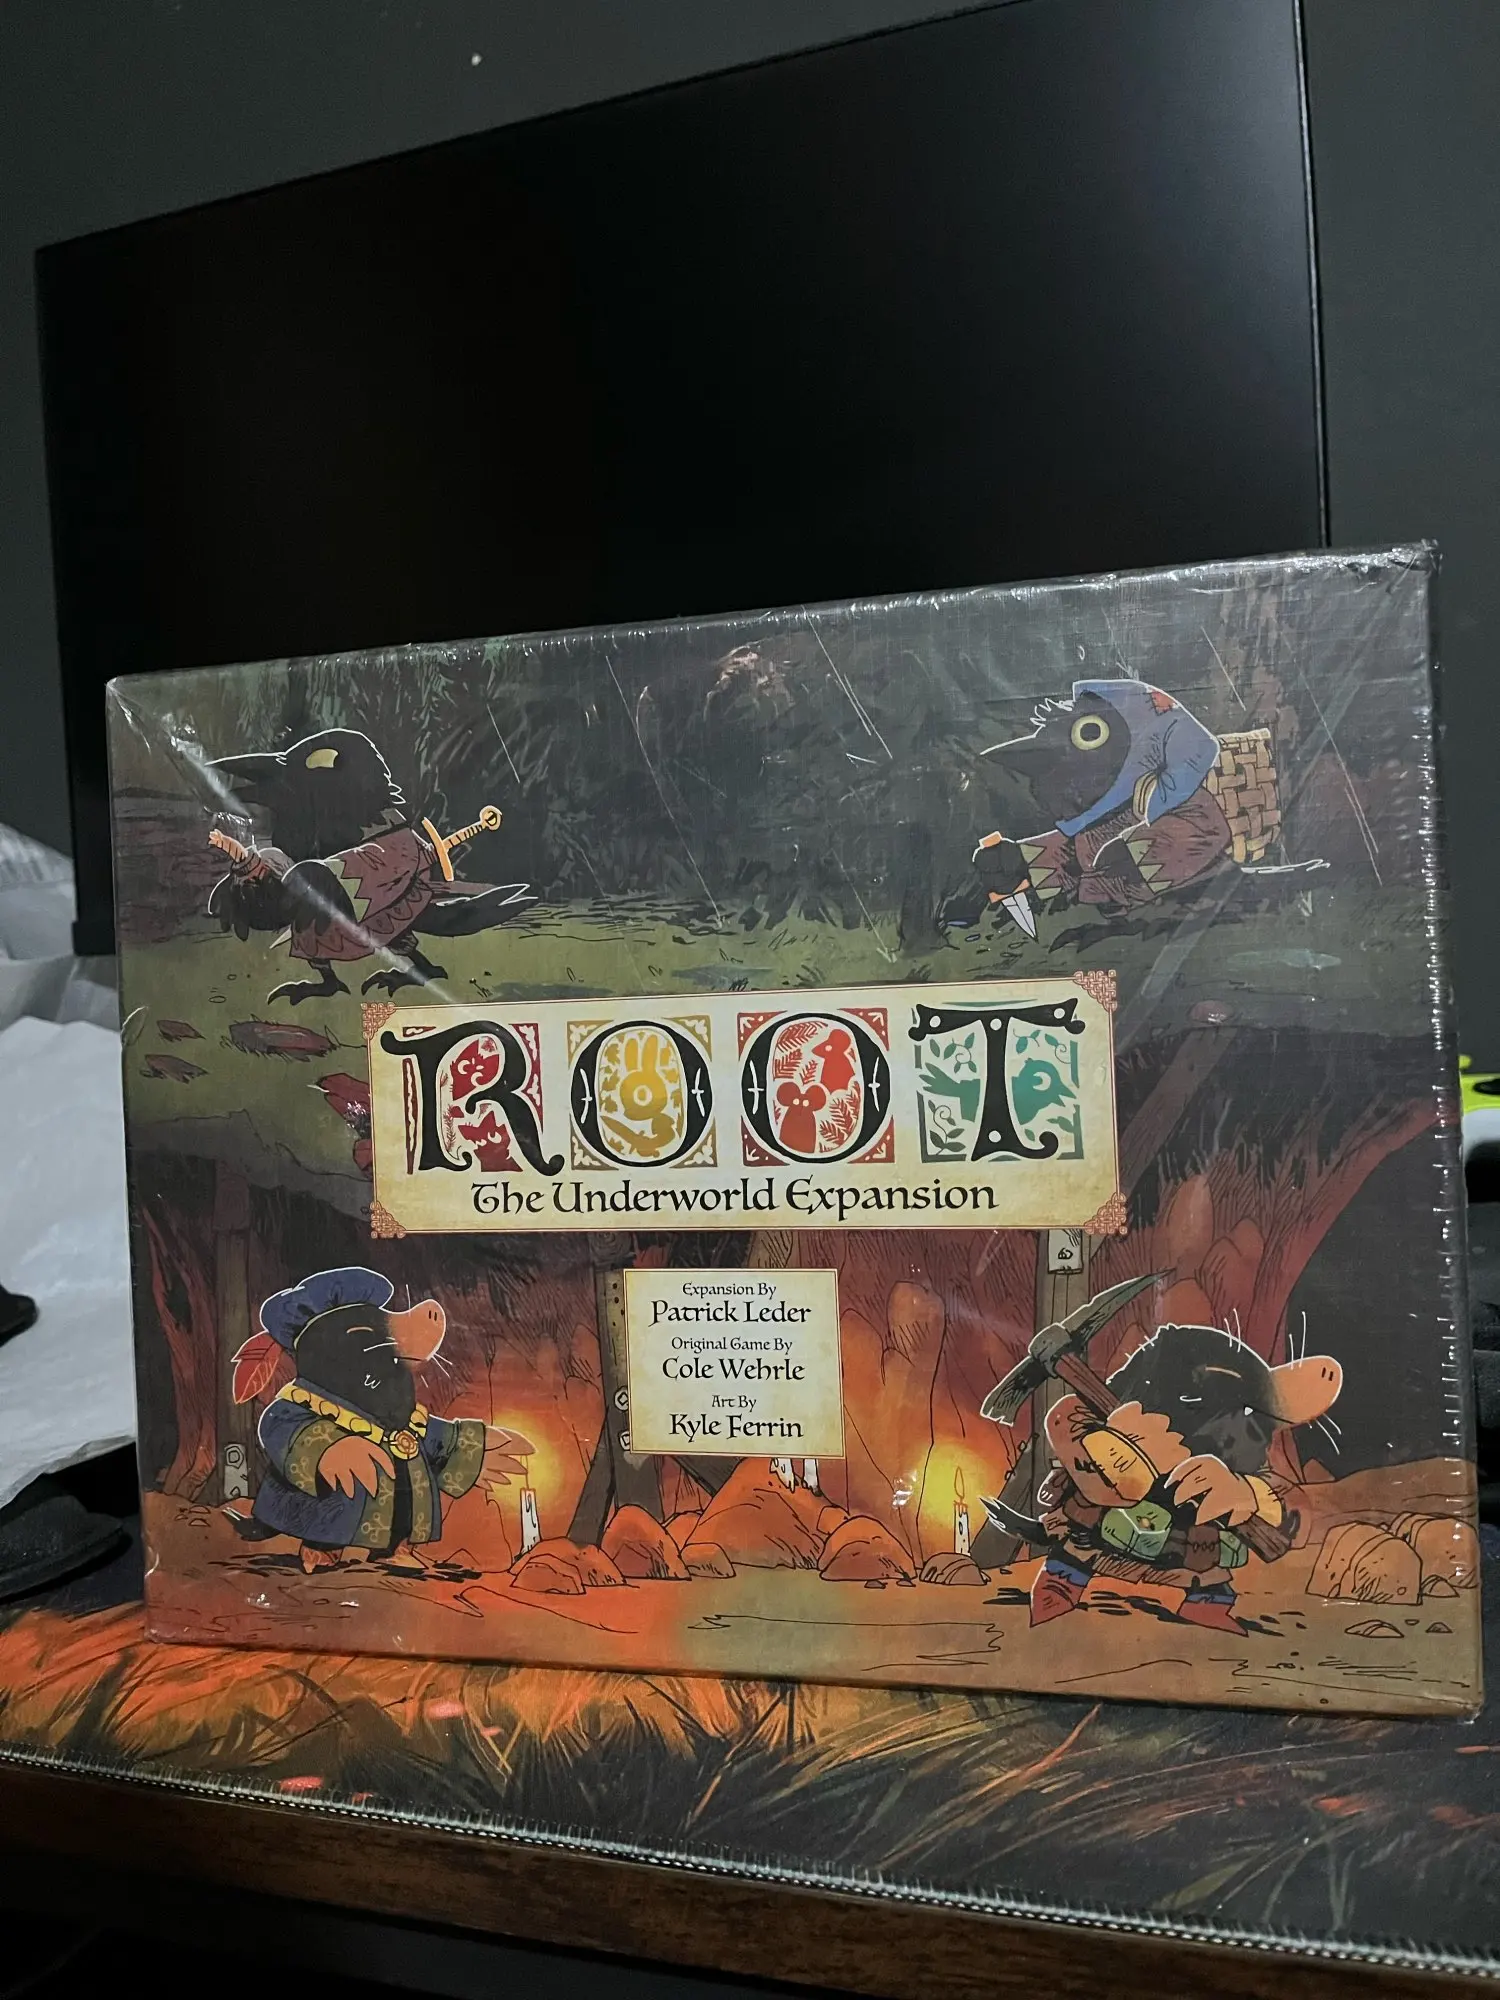 ROOT
The Underworld Expansion
Expansion By
Patrick Leder
Original Game By
Cole Wehrle
Art By
Kyle Ferrin